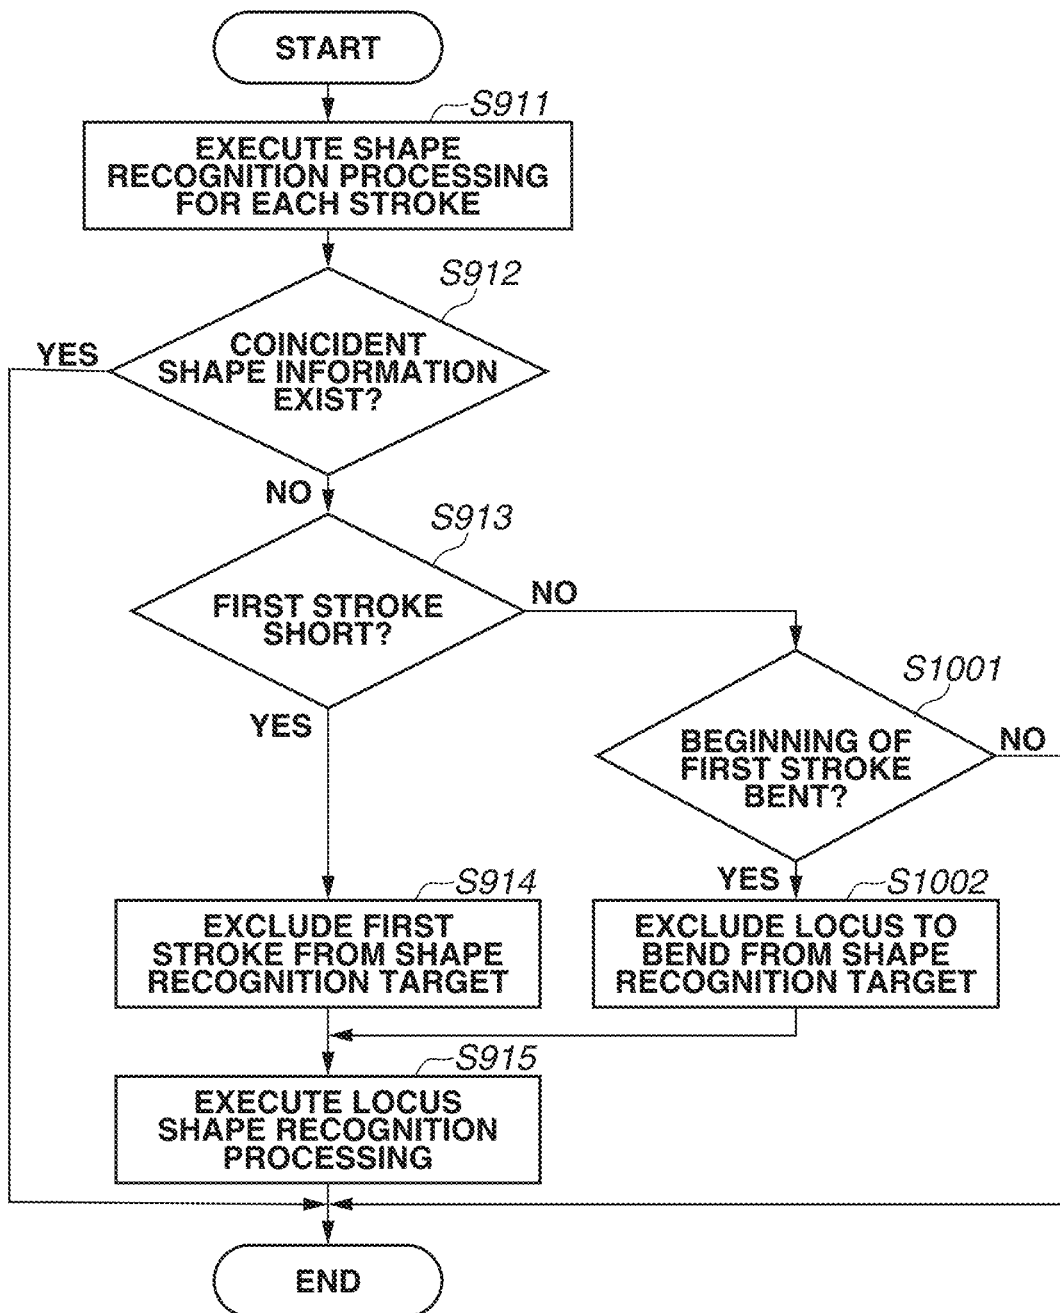 START
S911
EXECUTE SHAPE
RECOGNITION PROCESSING
FOR EACH STROKE
S912
YES
COINCIDENT
SHAPE INFORMATION
EXIST?
NO
S913
FIRST STROKE
SHORT?
NO
YES
S1001
BEGINNING OF
FIRST STROKE
BENT?
NO
YES
S914
EXCLUDE FIRST
STROKE FROM SHAPE
RECOGNITION TARGET
S1002
EXCLUDE LOCUS TO
BEND FROM SHAPE
RECOGNITION TARGET
S915
EXECUTE LOCUS
SHAPE RECOGNITION
PROCESSING
END